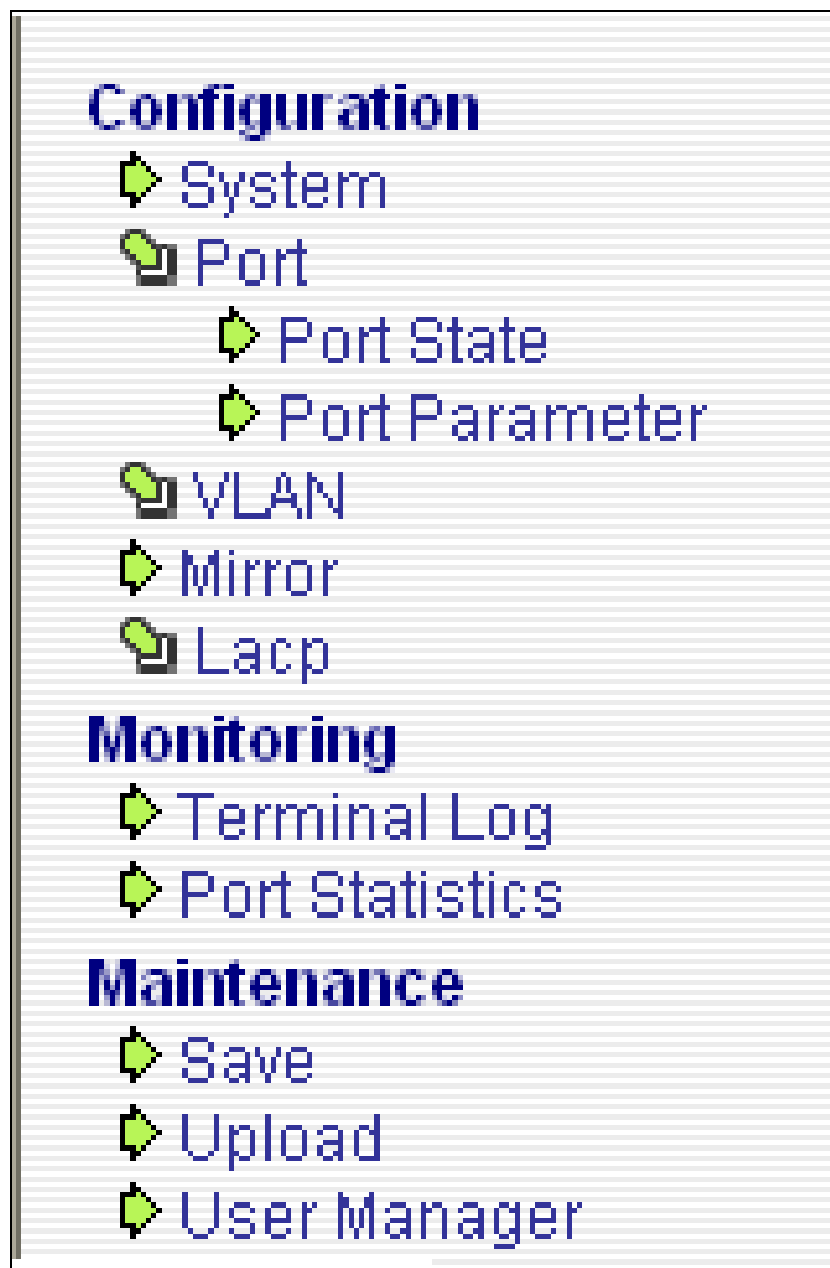 Configuration
System
Port
Port State
Port Parameter
VLAN
Mirror
Lacp
Monitoring
Terminal Log
Port Statistics
Maintenance
Save
Upload
User Manager